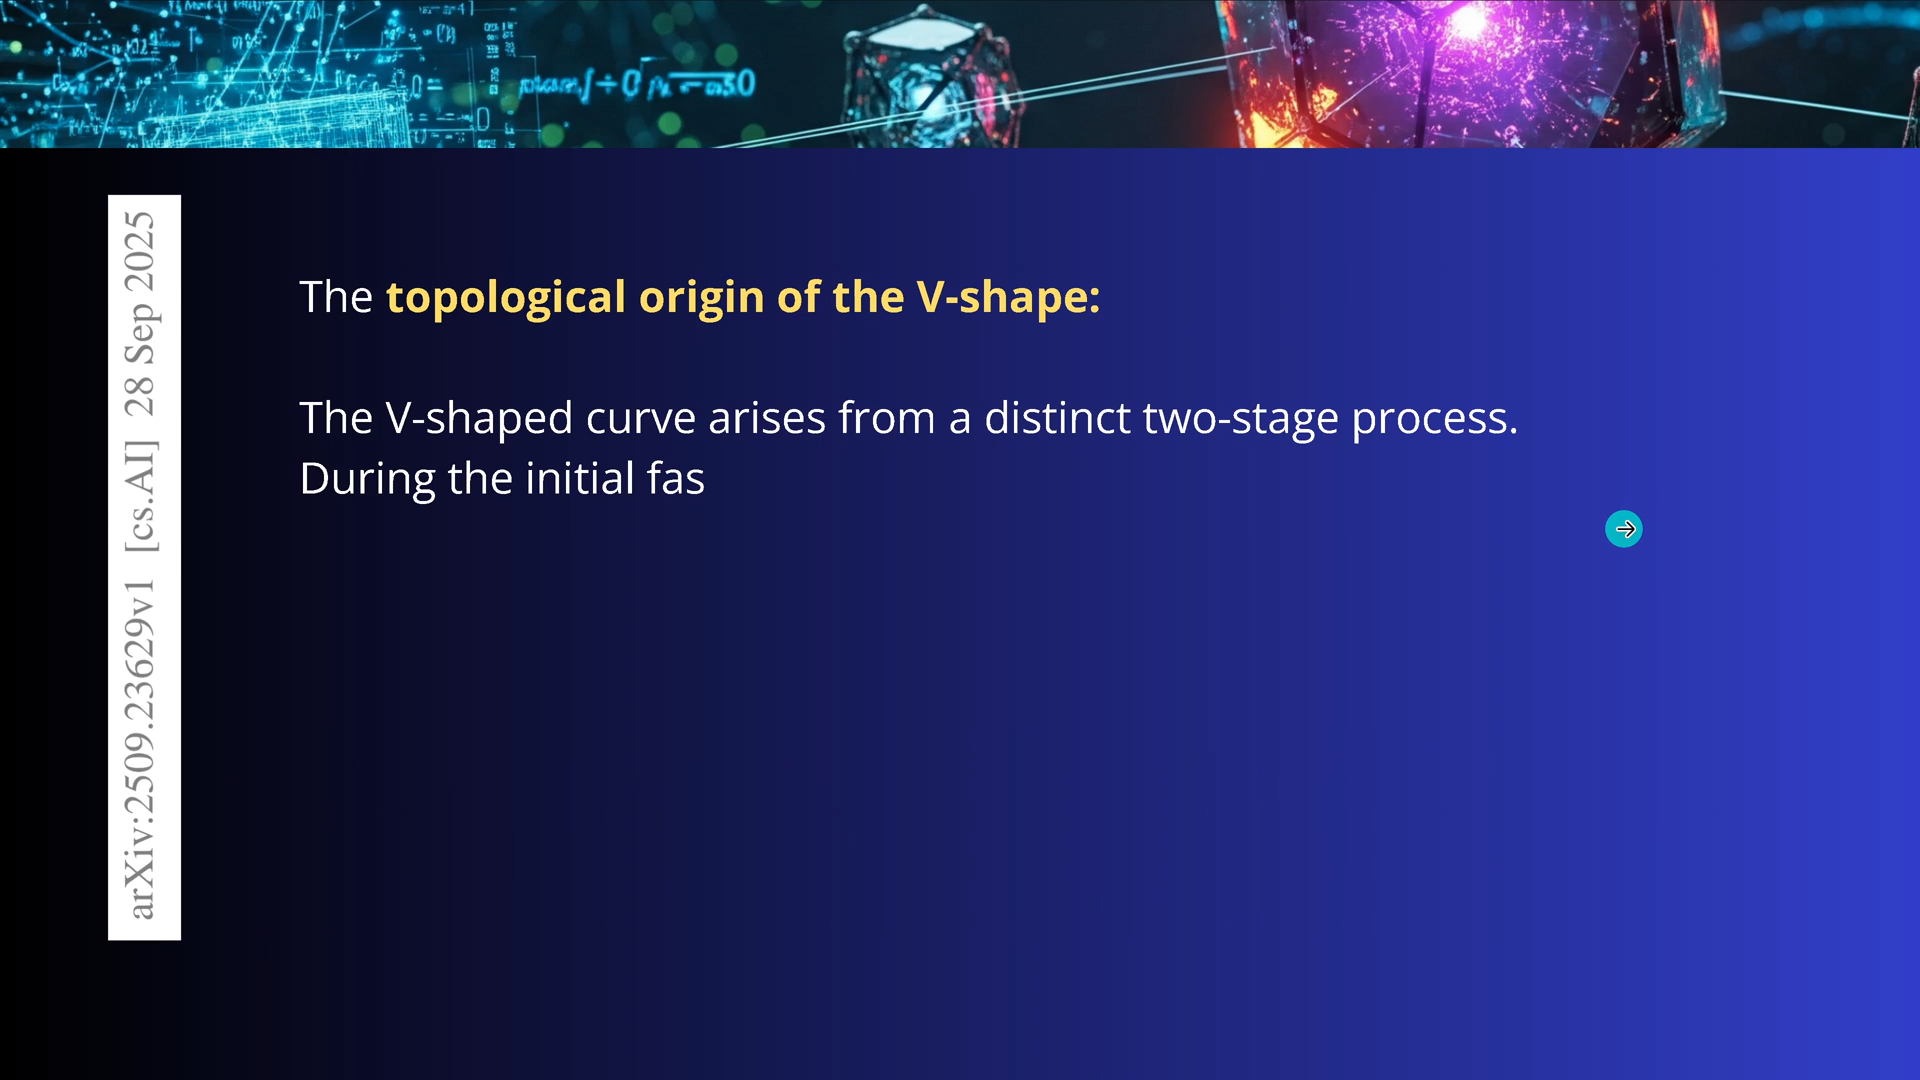 arXiv:2509.23629v1 [cs.AI] 28 Sep 2025
The topological origin of the V-shape:
The V-shaped curve arises from a distinct two-stage process.
During the initial fas